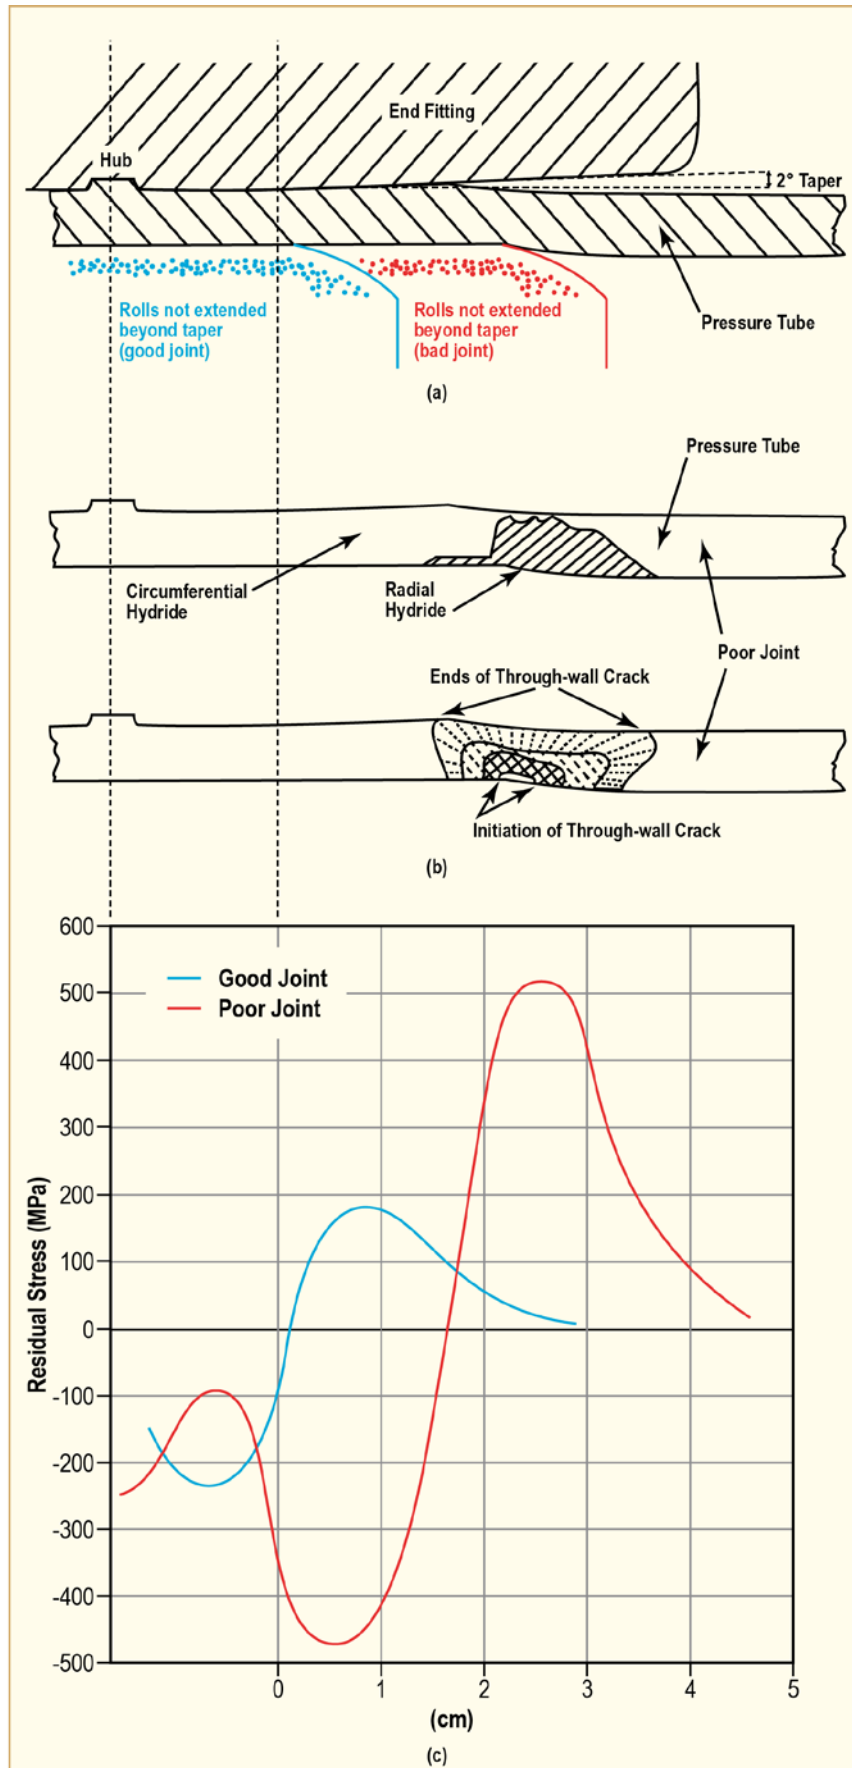 End Fitting
Hub
2° Taper
Rolls not extended
beyond taper
(good joint)
Rolls not extended
beyond taper
(bad joint)
Pressure Tube
(a)
Pressure Tube
Circumferential
Hydride
Radial
Hydride
Poor Joint
Ends of Through-wall Crack
Initiation of Through-wall Crack
(b)
600
500
400
300
200
100
0
-100
-200
-300
-400
-500
Good Joint
Poor Joint
Residual Stress (MPa)
0 1 2 3 4 5
(cm)
(c)